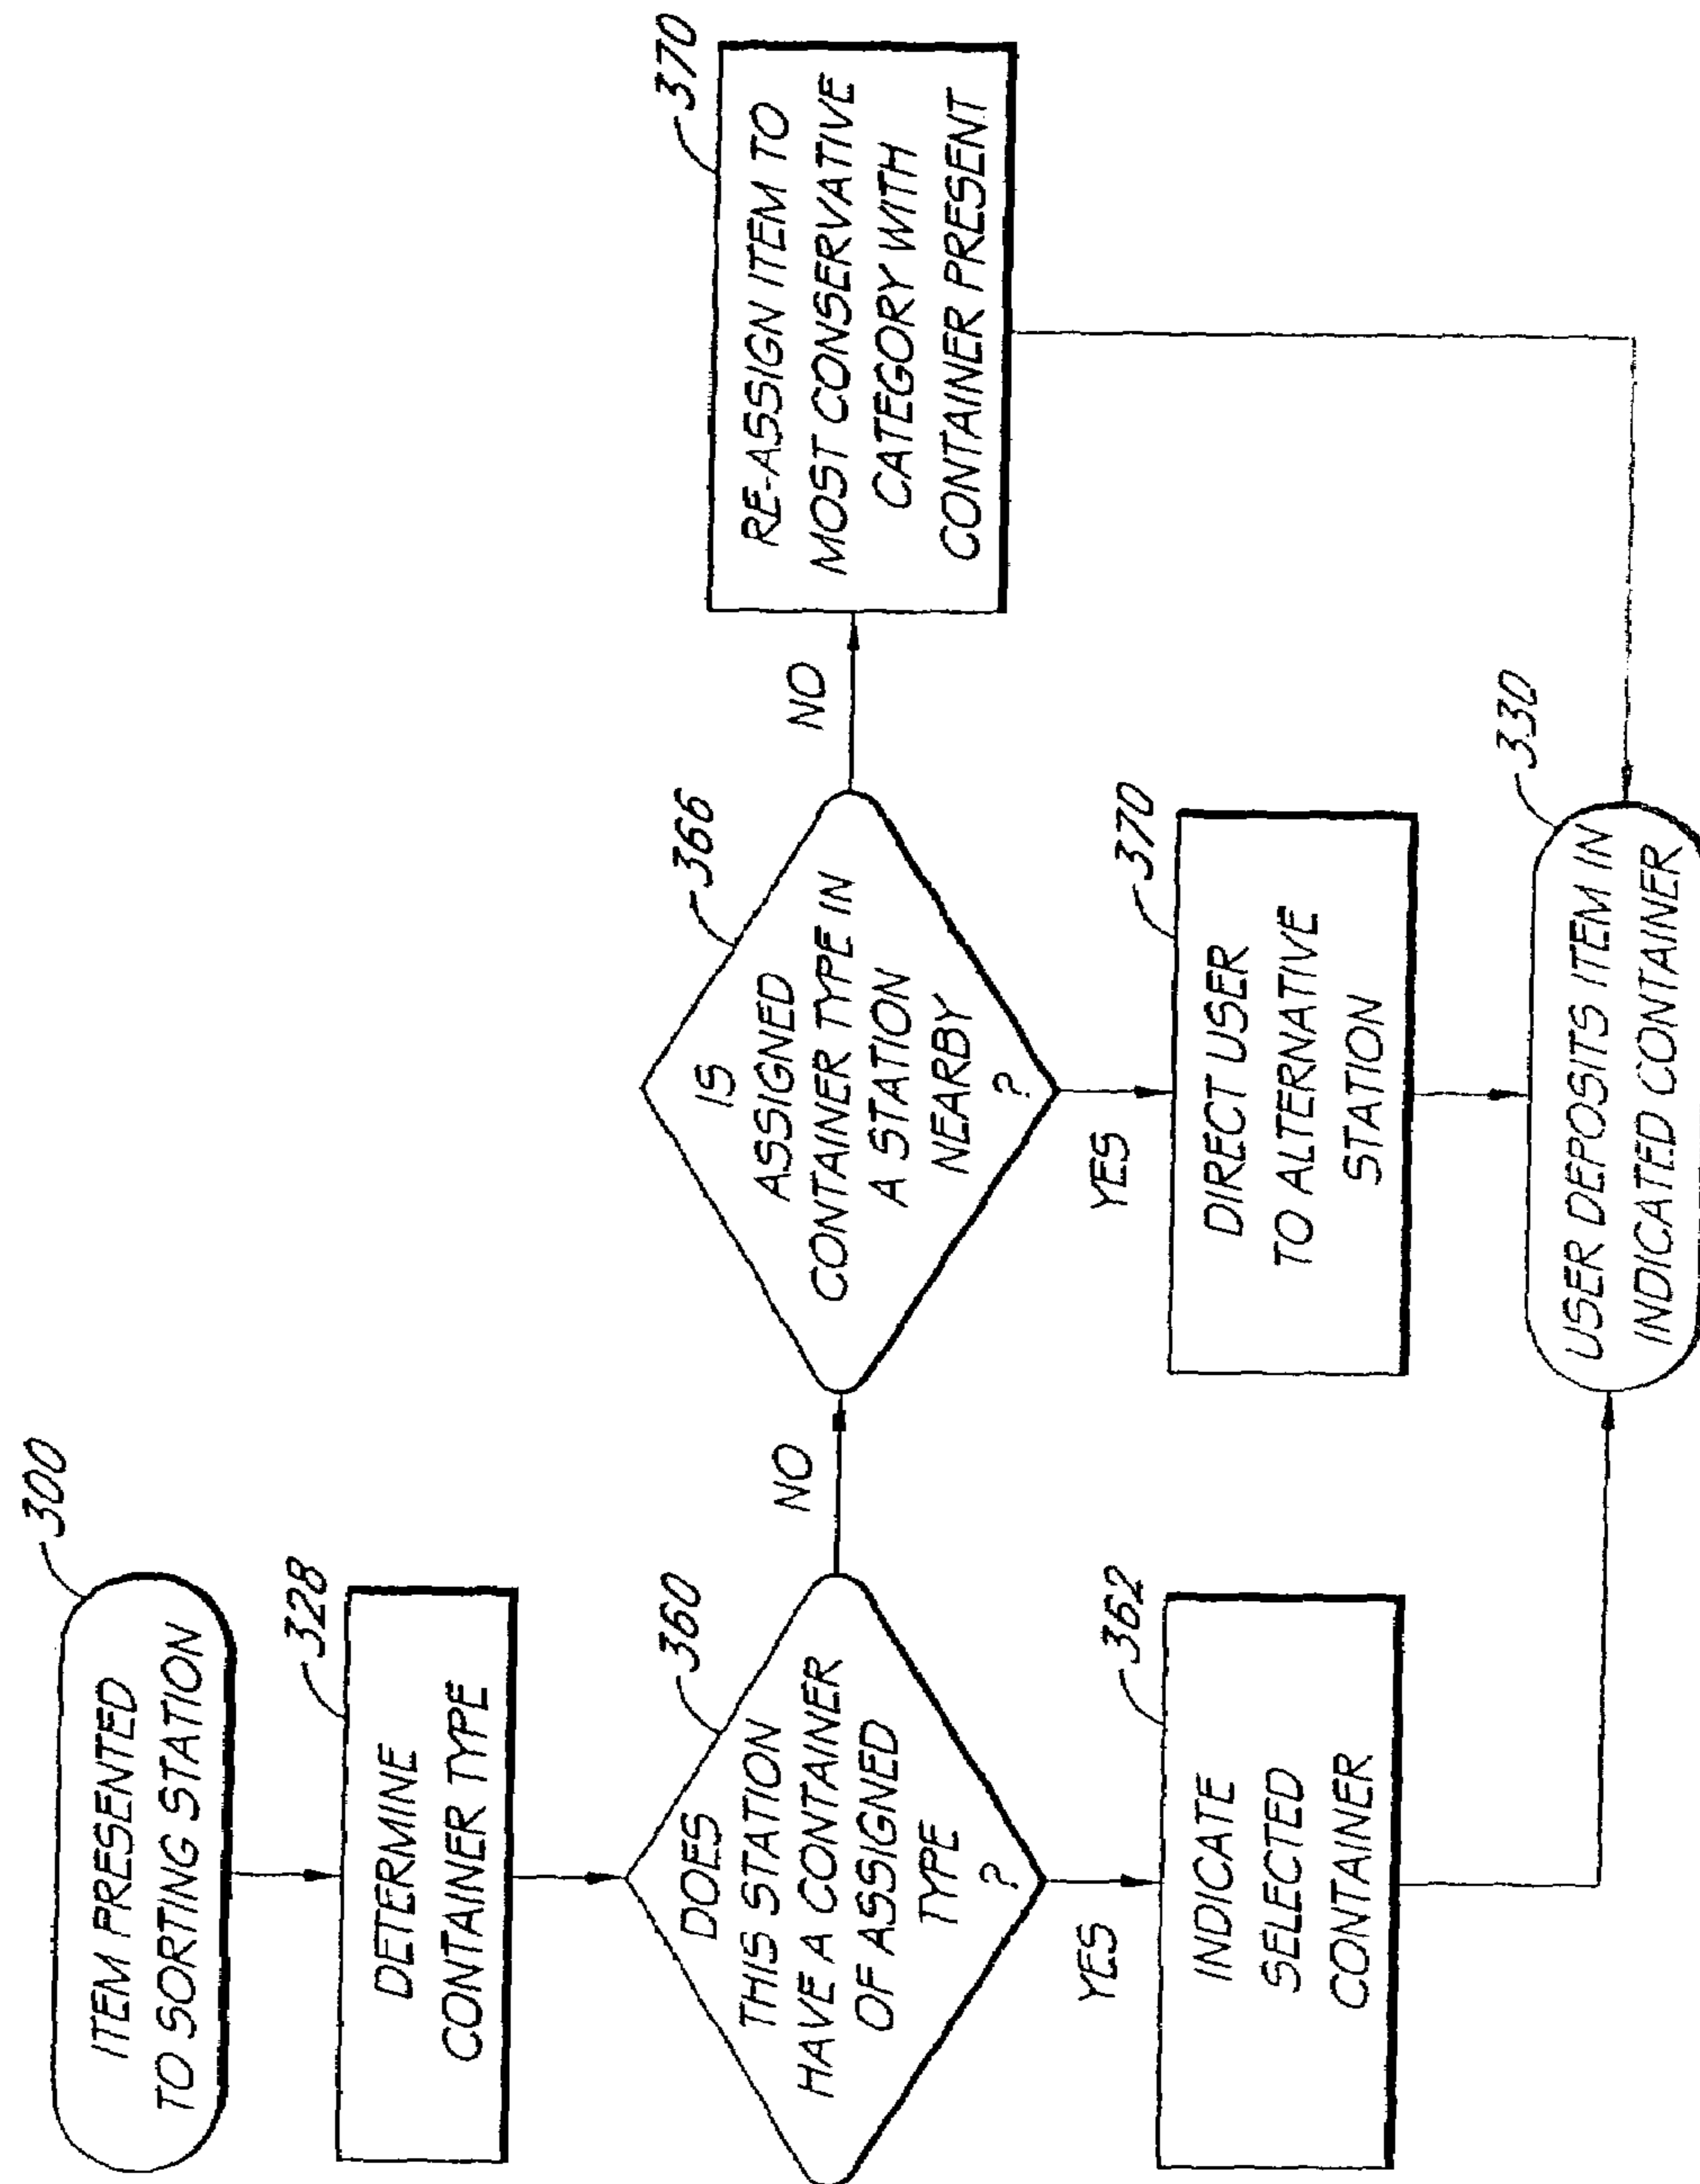 300
ITEM PRESENTED
TO SORTING STATION
328
DETERMINE
CONTAINER TYPE
360
DOES
THIS STATION
HAVE A CONTAINER
OF ASSIGNED
TYPE
?
NO
YES
362
INDICATE
SELECTED
CONTAINER
366
IS
ASSIGNED
CONTAINER TYPE IN
A STATION
NEARBY
?
NO
YES
370
DIRECT USER
TO ALTERNATIVE
STATION
370
RE-ASSIGN ITEM TO
MOST CONSERVATIVE
CATEGORY WITH
CONTAINER PRESENT
330
USER DEPOSITS ITEM IN
INDICATED CONTAINER